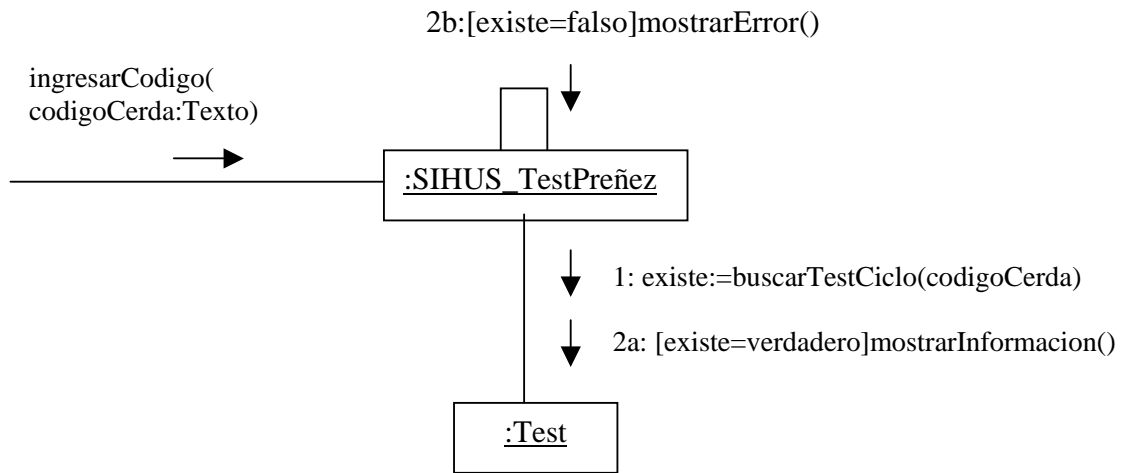 2b:[existe=falso]mostrarError()
ingresarCodigo(
codigoCerda:Texto)
:SIHUS_TestPreñez
1: existe:=buscarTestCiclo(codigoCerda)
2a: [existe=verdadero]mostrarInformacion()
:Test